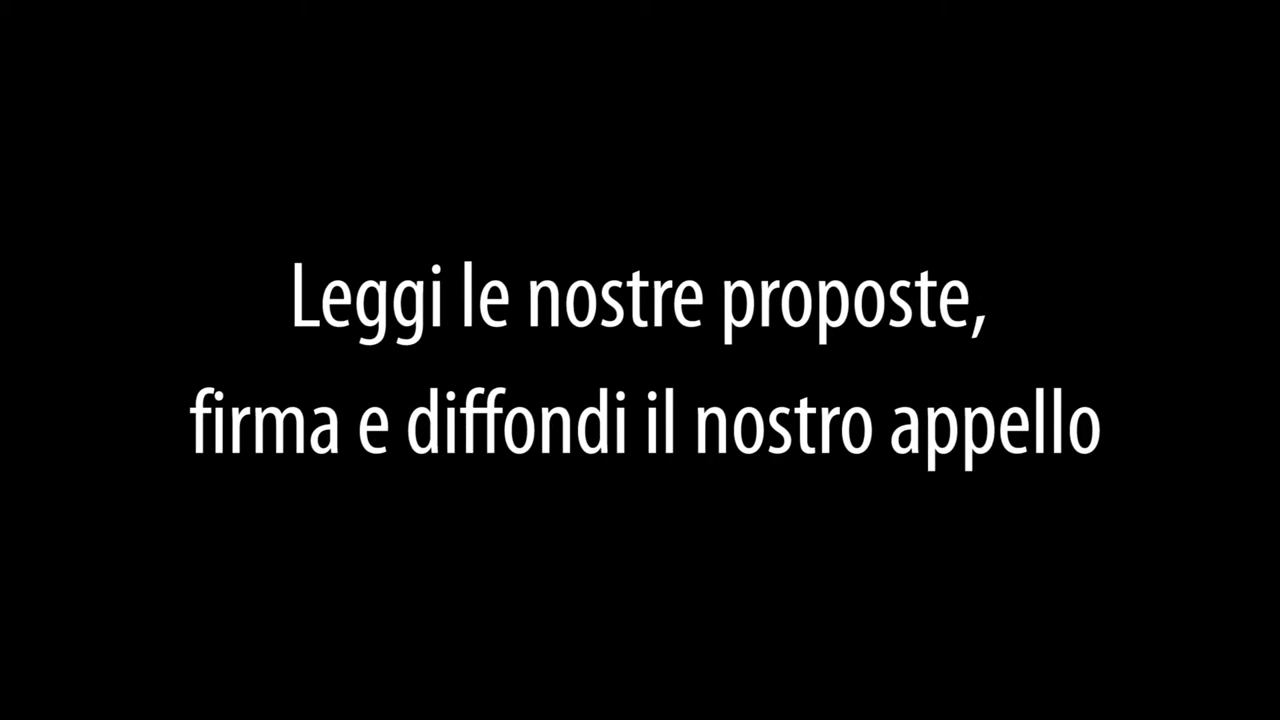 Leggi le nostre proposte,
firma e diffondi il nostro appello